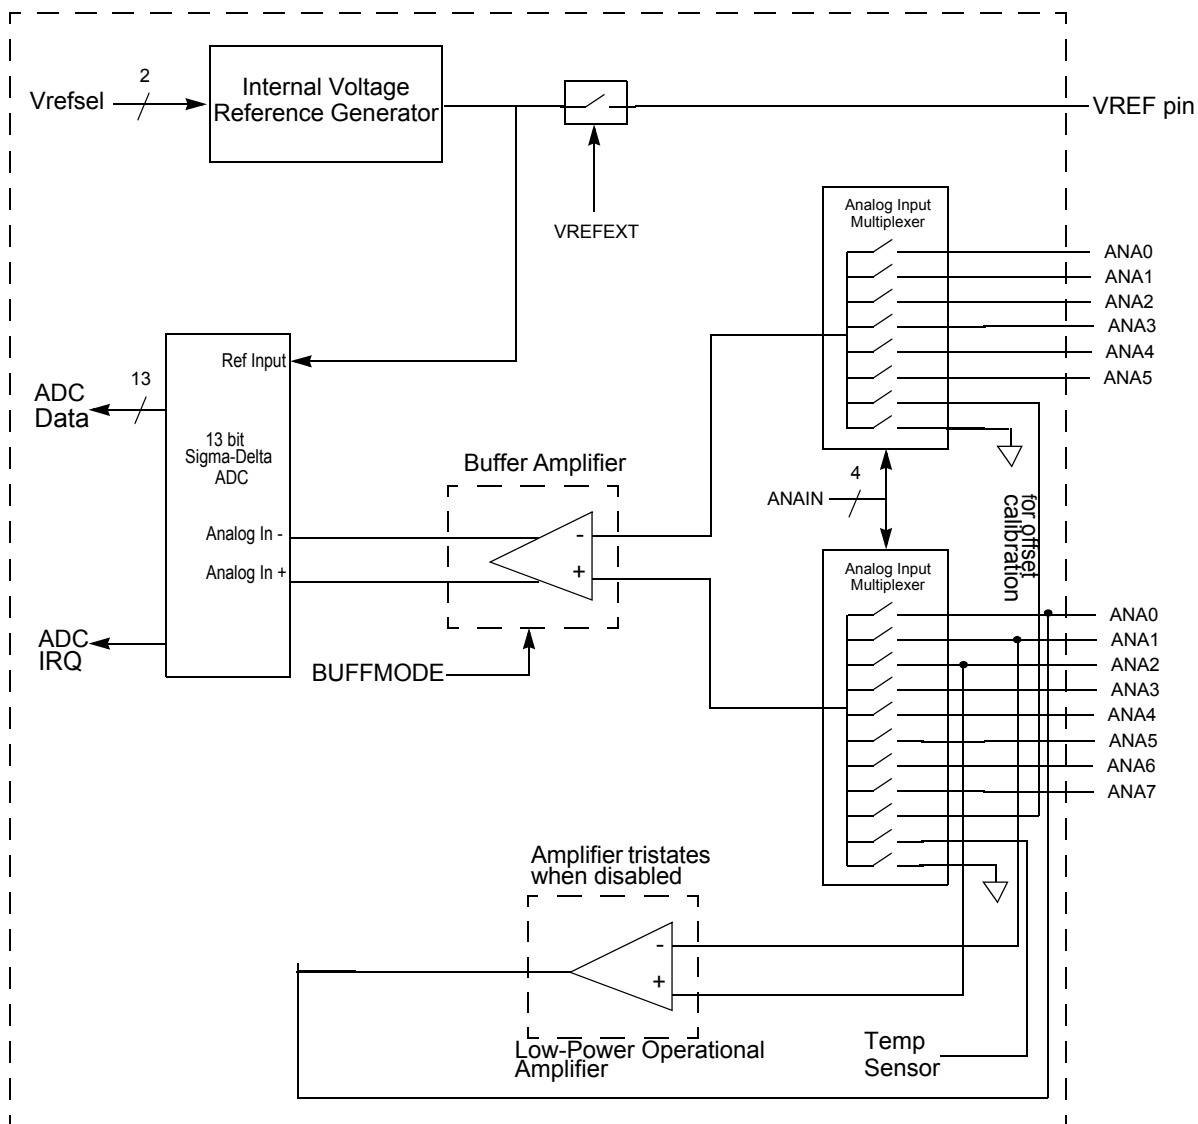 2
Vrefsel
Internal Voltage
Reference Generator
VREF pin
VREFEXT
Analog Input
Multiplexer
ANA0
ANA1
ANA2
ANA3
ANA4
ANA5
Ref Input
13
ADC
Data
13 bit
Sigma-Delta
ADC
Buffer Amplifier
4
ANAIN
for offset
calibration
Analog In -
Analog In +
-
+
Analog Input
Multiplexer
ADC
IRQ
BUFFMODE
ANA0
ANA1
ANA2
ANA3
ANA4
ANA5
ANA6
ANA7
Amplifier tristates
when disabled
-
+
Low-Power Operational
Amplifier
Temp
Sensor